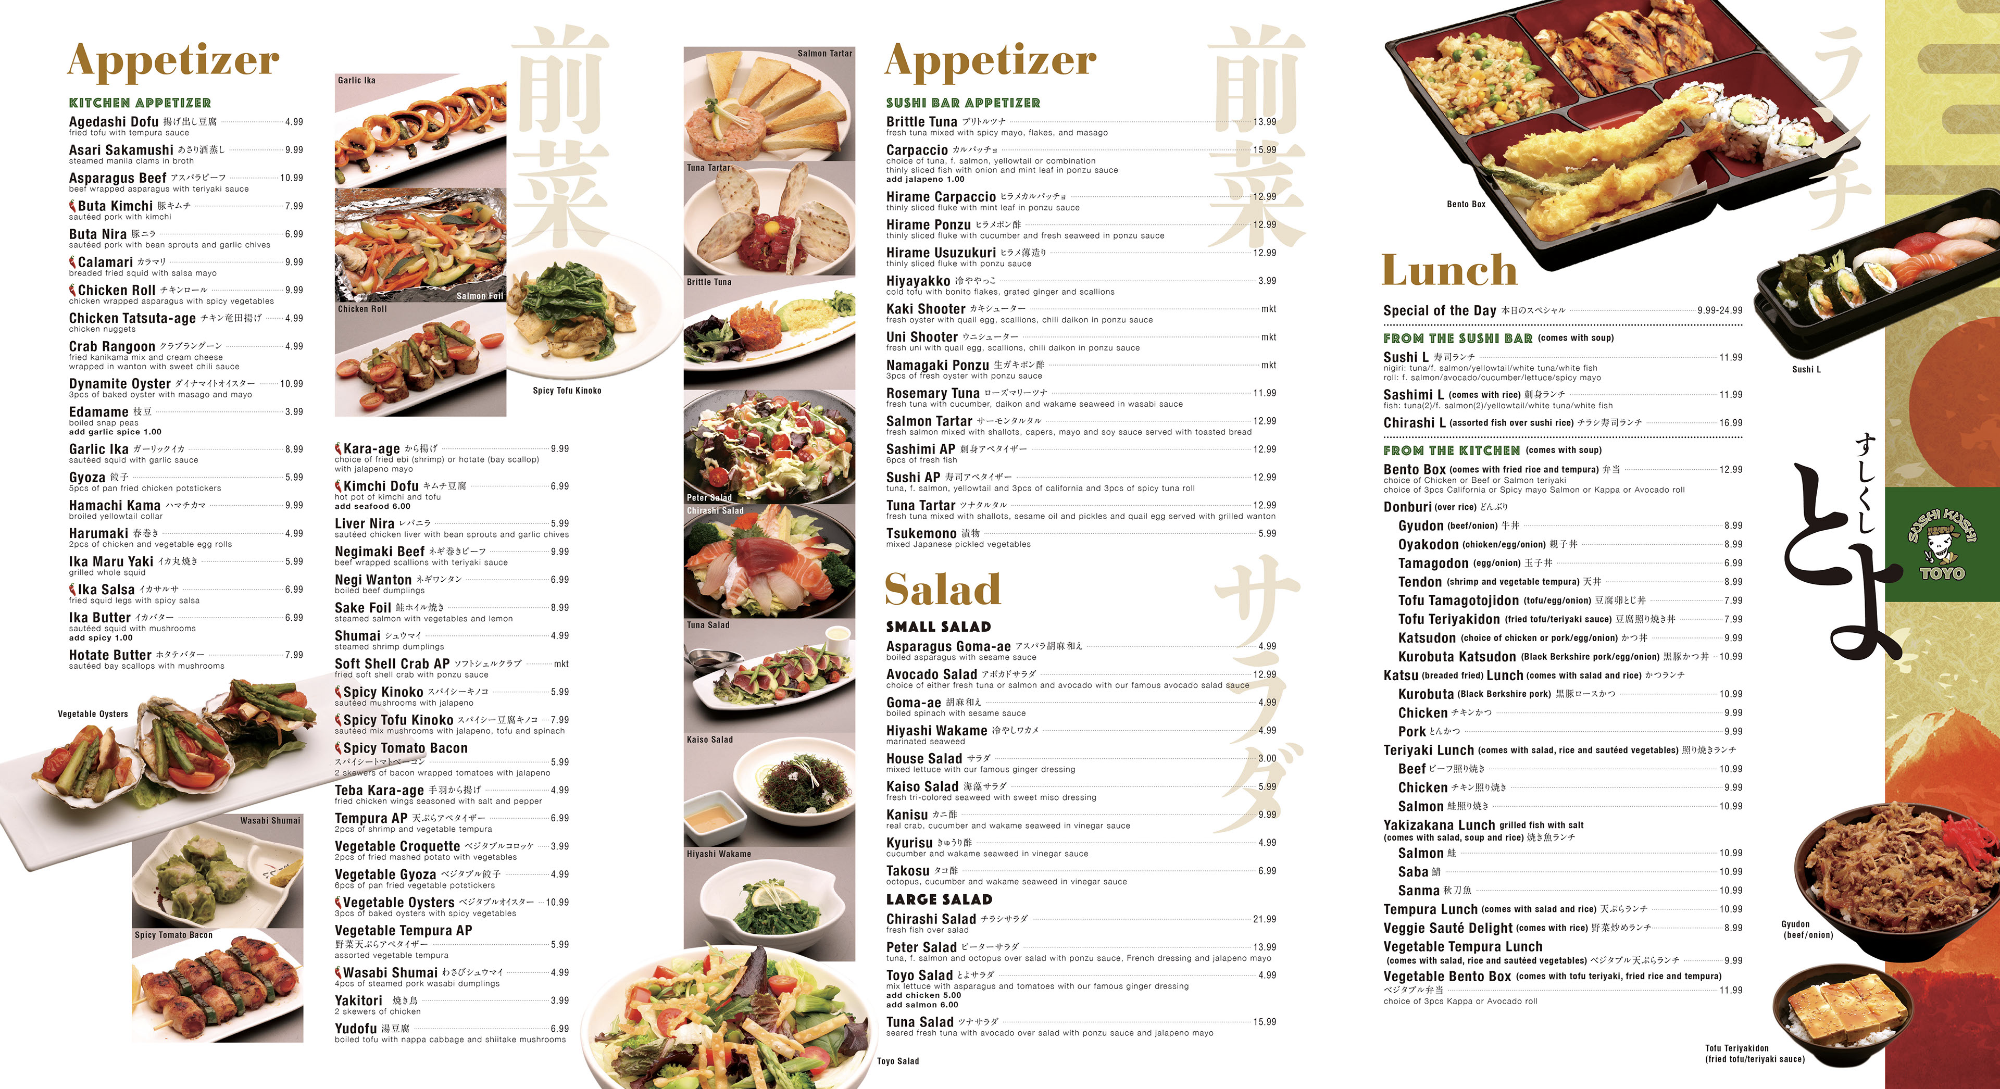 Appetizer
前菜
KITCHEN APPETIZER
Agedashi Dofu 揚げ出し豆腐 4.99
fried tofu with tempura sauce
Asari Sakamushi あさり酒蒸し 9.99
steamed manila clams in broth
Asparagus Beef アスパラビーフ 10.99
beef wrapped asparagus with teriyaki sauce
Buta Kimchi 豚キムチ 7.99
sautéed pork with kimchi
Buta Nira 豚ニラ 6.99
sautéed pork with bean sprouts and garlic chives
Calamari カラマリ 9.99
breaded fried squid with salsa mayo
Chicken Roll チキンロール 9.99
chicken wrapped asparagus with spicy vegetables
Chicken Tatsuta-age チキン竜田揚げ 4.99
chicken nuggets
Crab Rangoon クラブラングーン 4.99
fried kanikama mix and cream cheese
wrapped in wanton with sweet chili sauce
Dynamite Oyster ダイナマイトオイスター 10.99
3pcs of baked oyster with masago and mayo
Edamame 枝豆 3.99
boiled snap peas
add garlic spice 1.00
Garlic Ika ガーリックイカ 8.99
sautéed squid with garlic sauce
Gyoza 餃子 5.99
5pcs of pan fried chicken potstickers
Hamachi Kama ハマチカマ 9.99
broiled yellowtail collar
Harumaki 春巻き 4.99
2pcs of chicken and vegetable egg rolls
Ika Maru Yaki イカ丸焼き 5.99
grilled whole squid
Ika Salsa イカサルサ 6.99
fried squid legs with spicy salsa
Ika Butter イカバター 6.99
sautéed squid with mushrooms
add spicy 1.00
Hotate Butter ホタテバター 7.99
sautéed bay scallops with mushrooms
Vegetable Oysters
Wasabi Shumai
Spicy Tomato Bacon
Garlic Ika
Salmon Foil
Chicken Roll
Spicy Tofu Kinoko
Kara-age から揚げ 9.99
choice of fried ebi (shrimp) or hotate (bay scallop)
with jalapeno mayo
Kimchi Dofu キムチ豆腐 6.99
hot pot of kimchi and tofu
add seafood 6.00
Liver Nira レバニラ 5.99
sautéed chicken liver with bean sprouts and garlic chives
Negimaki Beef ネギ巻きビーフ 9.99
beef wrapped scallions with teriyaki sauce
Negi Wanton ネギワンタン 6.99
boiled beef dumplings
Sake Foil 鮭ホイル焼き 8.99
steamed salmon with vegetables and lemon
Shumai シュウマイ 4.99
steamed shrimp dumplings
Soft Shell Crab AP ソフトシェルクラブ mkt
fried soft shell crab with ponzu sauce
Spicy Kinoko スパイシーキノコ 5.99
sautéed mushrooms with jalapeno
Spicy Tofu Kinoko スパイシー豆腐キノコ 7.99
sautéed mix mushrooms with jalapeno, tofu and spinach
Spicy Tomato Bacon
スパイシートマトベーコン 5.99
2 skewers of bacon wrapped tomatoes with jalapeno
Teba Kara-age 手羽から揚げ 4.99
fried chicken wings seasoned with salt and pepper
Tempura AP 天ぷらアペタイザー 6.99
2pcs of shrimp and vegetable tempura
Vegetable Croquette ベジタブルコロッケ 3.99
2pcs of fried mashed potato with vegetables
Vegetable Gyoza ベジタブル餃子 4.99
6pcs of pan fried vegetable potstickers
Vegetable Oysters ベジタブルオイスター 10.99
3pcs of baked oysters with spicy vegetables
Vegetable Tempura AP
野菜天ぷらアペタイザー 5.99
assorted vegetable tempura
Wasabi Shumai わさびシュウマイ 4.99
4pcs of steamed pork wasabi dumplings
Yakitori 焼き鳥 3.99
2 skewers of chicken
Yudofu 湯豆腐 6.99
boiled tofu with nappa cabbage and shiitake mushrooms
Salmon Tartar
Tuna Tartar
Brittle Tuna
Peter Salad
Chirashi Salad
Tuna Salad
Kaiso Salad
Hiyashi Wakame
Toyo Salad
Appetizer
前菜
SUSHI BAR APPETIZER
Brittle Tuna ブリトルツナ 13.99
fresh tuna mixed with spicy mayo, flakes, and masago
Carpaccio カルパッチョ 15.99
choice of tuna, f. salmon, yellowtail or combination
thinly sliced fish with onion and mint leaf in ponzu sauce
add jalapeno 1.00
Hirame Carpaccio ヒラメカルパッチョ 12.99
thinly sliced fluke with mint leaf in ponzu sauce
Hirame Ponzu ヒラメポン酢 12.99
thinly sliced fluke with cucumber and fresh seaweed in ponzu sauce
Hirame Usuzukuri ヒラメ薄造り 12.99
thinly sliced fluke with ponzu sauce
Hiyayakko 冷ややっこ 3.99
cold tofu with bonito flakes, grated ginger and scallions
Kaki Shooter カキシューター mkt
fresh oyster with quail egg, scallions, chili daikon in ponzu sauce
Uni Shooter ウニシューター mkt
fresh uni with quail egg, scallions, chili daikon in ponzu sauce
Namagaki Ponzu 生ガキポン酢 mkt
3pcs of fresh oyster with ponzu sauce
Rosemary Tuna ローズマリーツナ 11.99
fresh tuna with cucumber, daikon and wakame seaweed in wasabi sauce
Salmon Tartar サーモンタルタル 12.99
fresh salmon mixed with shallots, capers, mayo and soy sauce served with toasted bread
Sashimi AP 刺身アペタイザー 12.99
6pcs of fresh fish
Sushi AP 寿司アペタイザー 12.99
tuna, f. salmon, yellowtail and 3pcs of california and 3pcs of spicy tuna roll
Tuna Tartar ツナタルタル 12.99
fresh tuna mixed with shallots, sesame oil and pickles and quail egg served with grilled wanton
Tsukemono 漬物 5.99
mixed Japanese pickled vegetables
Salad
サラダ
SMALL SALAD
Asparagus Goma-ae アスパラ胡麻和え 4.99
boiled asparagus with sesame sauce
Avocado Salad アボカドサラダ 12.99
choice of either fresh tuna or salmon and avocado with our famous avocado salad sauce
Goma-ae 胡麻和え 4.99
boiled spinach with sesame sauce
Hiyashi Wakame 冷やしワカメ 4.99
marinated seaweed
House Salad サラダ 3.00
mixed lettuce with our famous ginger dressing
Kaiso Salad 海藻サラダ 5.99
fresh tri-colored seaweed with sweet miso dressing
Kanisu カニ酢 9.99
real crab, cucumber and wakame seaweed in vinegar sauce
Kyurisu きゅうり酢 4.99
cucumber and wakame seaweed in vinegar sauce
Takosu タコ酢 6.99
octopus, cucumber and wakame seaweed in vinegar sauce
LARGE SALAD
Chirashi Salad チラシサラダ 21.99
fresh fish over salad
Peter Salad ピーターサラダ 13.99
tuna, f. salmon and octopus over salad with ponzu sauce, French dressing and jalapeno mayo
Toyo Salad とよサラダ 4.99
mix lettuce with asparagus and tomatoes with our famous ginger dressing
add chicken 5.00
add salmon 6.00
Tuna Salad ツナサラダ 15.99
seared fresh tuna with avocado over salad with ponzu sauce and jalapeno mayo
ランチ
Bento Box
Sushi L
Lunch
Special of the Day 本日のスペシャル 9.99-24.99
FROM THE SUSHI BAR (comes with soup)
Sushi L 寿司ランチ 11.99
nigiri: tuna/f. salmon/yellowtail/white tuna/white fish
roll: f. salmon/avocado/cucumber/lettuce/spicy mayo
Sashimi L (comes with rice) 刺身ランチ 11.99
fish: tuna(2)/f. salmon(2)/yellowtail/white tuna/white fish
Chirashi L (assorted fish over sushi rice) チラシ寿司ランチ 16.99
FROM THE KITCHEN (comes with soup)
Bento Box (comes with fried rice and tempura) 弁当 12.99
choice of Chicken or Beef or Salmon teriyaki
choice of 3pcs California or Spicy mayo Salmon or Kappa or Avocado roll
Donburi (over rice) どんぶり
Gyudon (beef/onion) 牛丼 8.99
Oyakodon (chicken/egg/onion) 親子丼 8.99
Tamagodon (egg/onion) 玉子丼 6.99
Tendon (shrimp and vegetable tempura) 天丼 8.99
Tofu Tamagotojidon (tofu/egg/onion) 豆腐卵とじ丼 7.99
Tofu Teriyakidon (fried tofu/teriyaki sauce) 豆腐照り焼き丼 7.99
Katsudon (choice of chicken or pork/egg/onion) かつ丼 9.99
Kurobuta Katsudon (Black Berkshire pork/egg/onion) 黒豚かつ丼 10.99
Katsu (breaded fried) Lunch (comes with salad and rice) かつランチ
Kurobuta (Black Berkshire pork) 黒豚ロースかつ 10.99
Chicken チキンかつ 9.99
Pork とんかつ 9.99
Teriyaki Lunch (comes with salad, rice and sautéed vegetables) 照り焼きランチ
Beef ビーフ照り焼き 10.99
Chicken チキン照り焼き 9.99
Salmon 鮭照り焼き 10.99
Yakizakana Lunch grilled fish with salt
(comes with salad, soup and rice) 焼き魚ランチ
Salmon 鮭 10.99
Saba 鯖 10.99
Sanma 秋刀魚 10.99
Tempura Lunch (comes with salad and rice) 天ぷらランチ 10.99
Veggie Sauté Delight (comes with rice) 野菜炒めランチ 8.99
Vegetable Tempura Lunch
(comes with salad, rice and sautéed vegetables) ベジタブル天ぷらランチ 9.99
Vegetable Bento Box (comes with tofu teriyaki, fried rice and tempura)
ベジタブル弁当 11.99
choice of 3pcs Kappa or Avocado roll
すしくし
とよ
SUSHI KUSHI
TOYO
Gyudon
(beef/onion)
Tofu Teriyakidon
(fried tofu/teriyaki sauce)